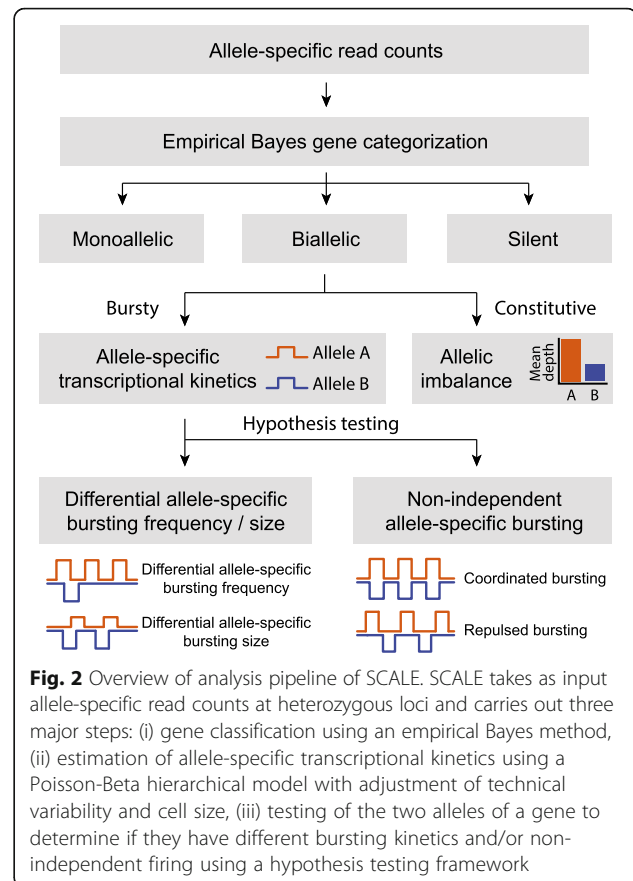 Allele-specific read counts
Empirical Bayes gene categorization
Monoallelic
Biallelic
Silent
Bursty
Constitutive
Allele-specific
transcriptional kinetics
Allele A
Allele B
Allelic
imbalance
Mean
depth
A B
Hypothesis testing
Differential allele-specific
bursting frequency / size
Non-independent
allele-specific bursting
Differential allele-specific
bursting frequency
Differential allele-specific
bursting size
Coordinated bursting
Repulsed bursting
Fig. 2 Overview of analysis pipeline of SCALE. SCALE takes as input
allele-specific read counts at heterozygous loci and carries out three
major steps: (i) gene classification using an empirical Bayes method,
(ii) estimation of allele-specific transcriptional kinetics using a
Poisson-Beta hierarchical model with adjustment of technical
variability and cell size, (iii) testing of the two alleles of a gene to
determine if they have different bursting kinetics and/or non-
independent firing using a hypothesis testing framework